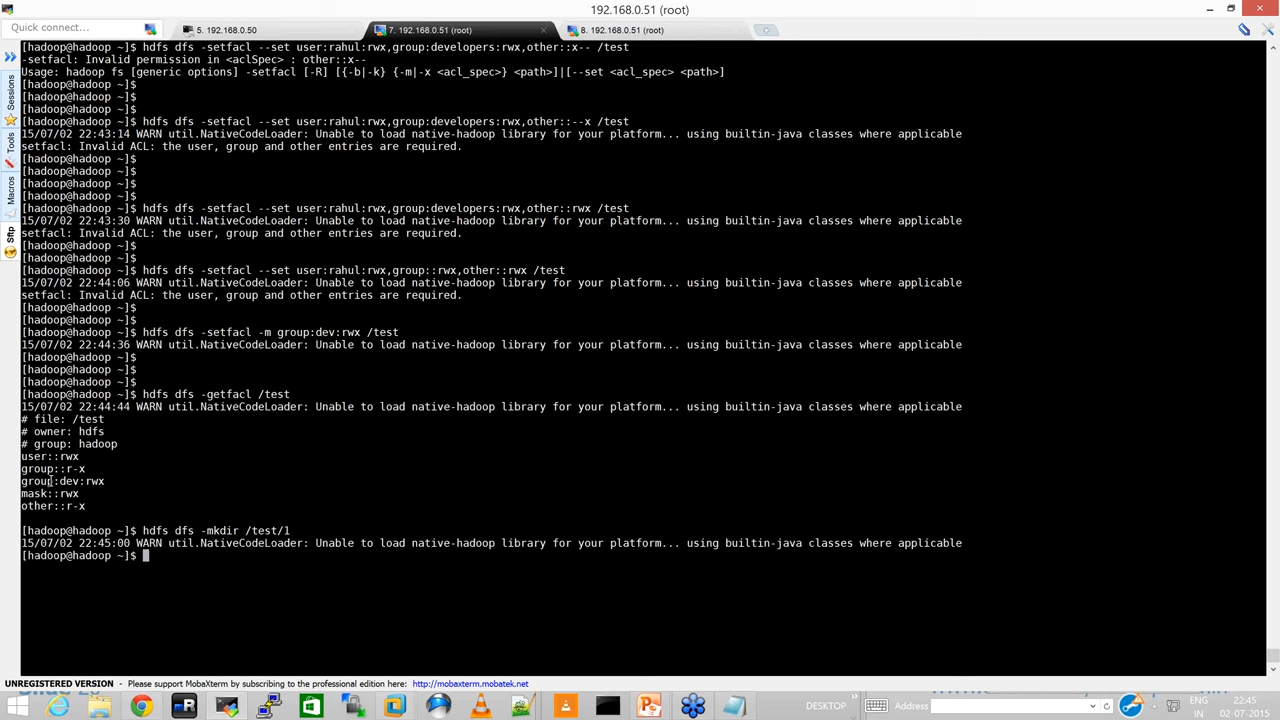 192.168.0.51 (root)
Quick connect...
5. 192.168.0.50
7. 192.168.0.51 (root)
8. 192.168.0.51 (root)
Sessions
Tools
Macros
Sftp
[hadoop@hadoop ~]$ hdfs dfs -setfacl --set user:rahul:rwx,group:developers:rwx,other::x-- /test
-setfacl: Invalid permission in <aclSpec> : other::x--
Usage: hadoop fs [generic options] -setfacl [-R] [{-b|-k} {-m|-x <acl_spec>} <path>]|[--set <acl_spec> <path>]
[hadoop@hadoop ~]$
[hadoop@hadoop ~]$
[hadoop@hadoop ~]$
[hadoop@hadoop ~]$ hdfs dfs -setfacl --set user:rahul:rwx,group:developers:rwx,other::--x /test
15/07/02 22:43:14 WARN util.NativeCodeLoader: Unable to load native-hadoop library for your platform... using builtin-java classes where applicable
setfacl: Invalid ACL: the user, group and other entries are required.
[hadoop@hadoop ~]$
[hadoop@hadoop ~]$
[hadoop@hadoop ~]$
[hadoop@hadoop ~]$
[hadoop@hadoop ~]$ hdfs dfs -setfacl --set user:rahul:rwx,group:developers:rwx,other::rwx /test
15/07/02 22:43:30 WARN util.NativeCodeLoader: Unable to load native-hadoop library for your platform... using builtin-java classes where applicable
setfacl: Invalid ACL: the user, group and other entries are required.
[hadoop@hadoop ~]$
[hadoop@hadoop ~]$
[hadoop@hadoop ~]$ hdfs dfs -setfacl --set user:rahul:rwx,group::rwx,other::rwx /test
15/07/02 22:44:06 WARN util.NativeCodeLoader: Unable to load native-hadoop library for your platform... using builtin-java classes where applicable
setfacl: Invalid ACL: the user, group and other entries are required.
[hadoop@hadoop ~]$
[hadoop@hadoop ~]$
[hadoop@hadoop ~]$ hdfs dfs -setfacl -m group:dev:rwx /test
15/07/02 22:44:36 WARN util.NativeCodeLoader: Unable to load native-hadoop library for your platform... using builtin-java classes where applicable
[hadoop@hadoop ~]$
[hadoop@hadoop ~]$
[hadoop@hadoop ~]$
[hadoop@hadoop ~]$ hdfs dfs -getfacl /test
15/07/02 22:44:44 WARN util.NativeCodeLoader: Unable to load native-hadoop library for your platform... using builtin-java classes where applicable
# file: /test
# owner: hdfs
# group: hadoop
user::rwx
group::r-x
group:dev:rwx
mask::rwx
other::r-x
[hadoop@hadoop ~]$ hdfs dfs -mkdir /test/1
15/07/02 22:45:00 WARN util.NativeCodeLoader: Unable to load native-hadoop library for your platform... using builtin-java classes where applicable
[hadoop@hadoop ~]$
UNREGISTERED VERSION - Please support MobaXterm by subscribing to the professional edition here: http://mobaxterm.mobatek.net
DESKTOP
Address
ENG
IN
22:45
02-07-2015